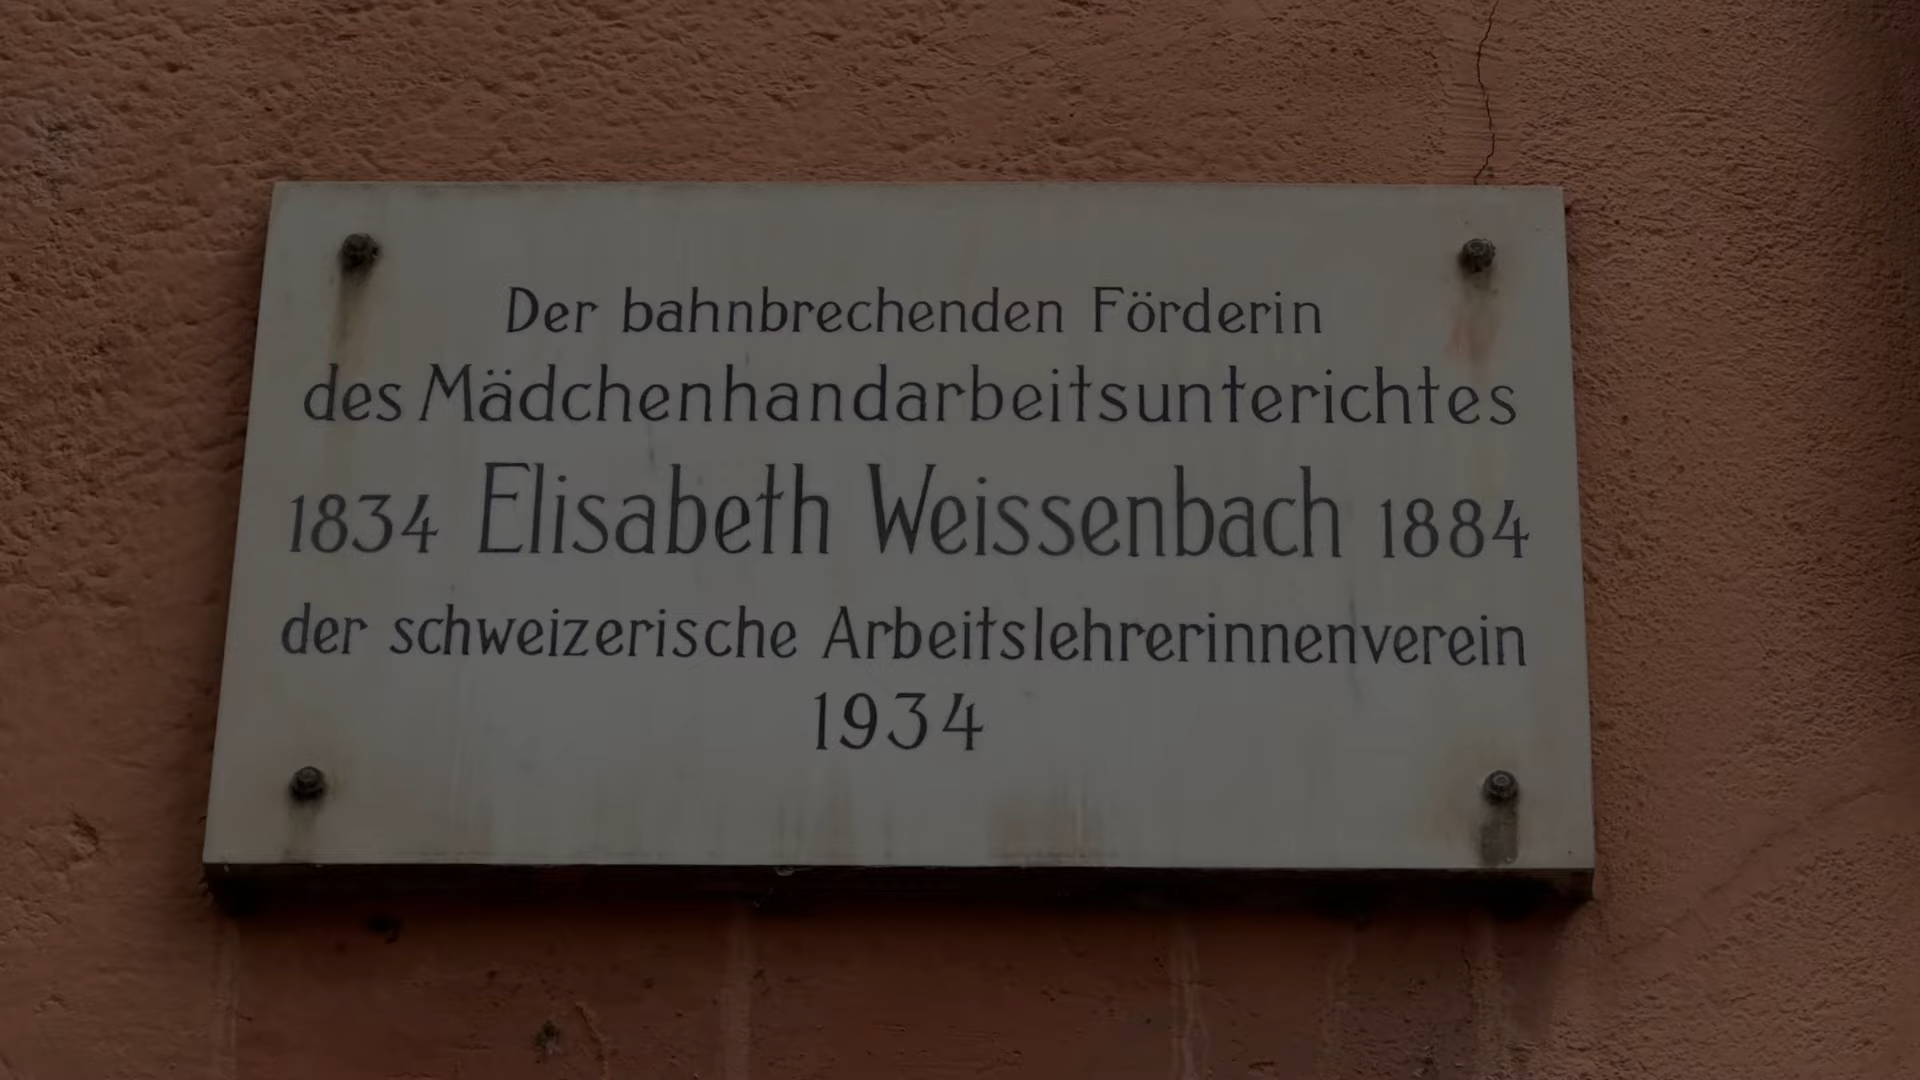 Der bahnbrechenden Förderin
des Mädchenhandarbeitsunterichtes
1834 Elisabeth Weissenbach 1884
der schweizerische Arbeitslehrerinnenverein
1934